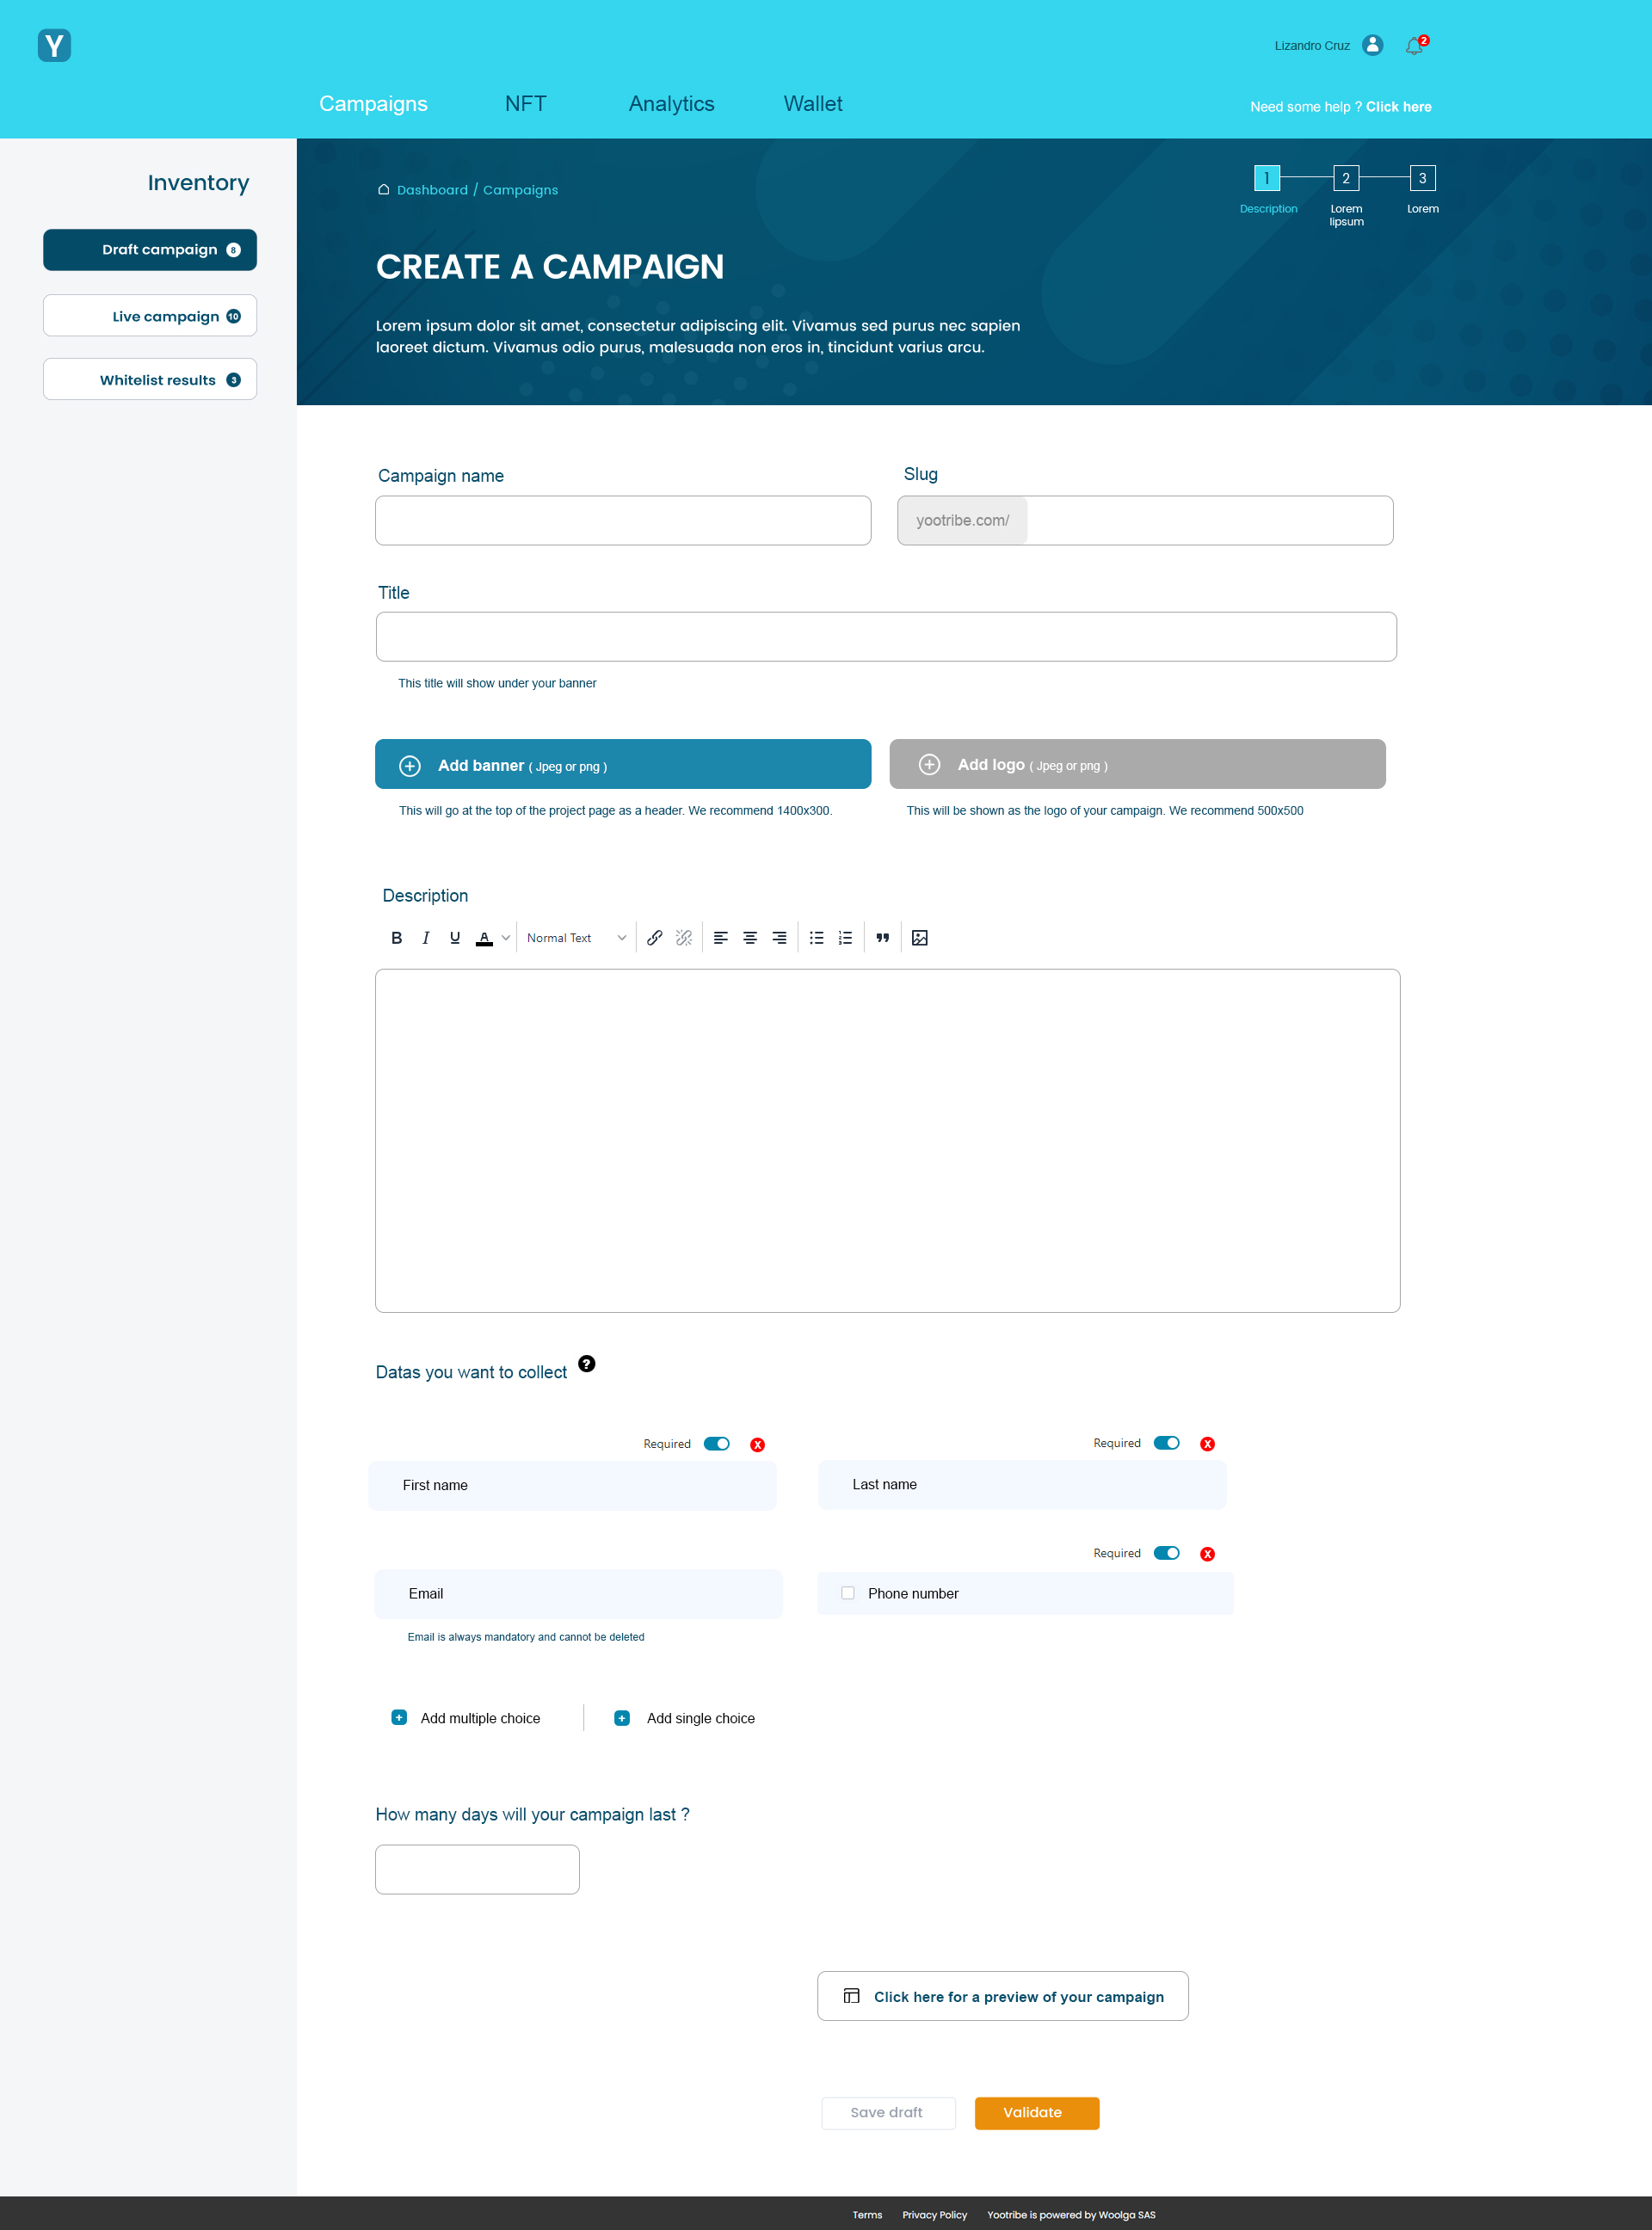 Y
Lizandro Cruz
2
Campaigns
NFT
Analytics
Wallet
Need some help ? Click here
Inventory
Draft campaign 8
Live campaign 10
Whitelist results 3
Dashboard / Campaigns
1
2
3
Description
Lorem
lipsum
Lorem
CREATE A CAMPAIGN
Lorem ipsum dolor sit amet, consectetur adipiscing elit. Vivamus sed purus nec sapien
laoreet dictum. Vivamus odio purus, malesuada non eros in, tincidunt varius arcu.
Campaign name
Slug
yootribe.com/
Title
This title will show under your banner
Add banner ( Jpeg or png )
Add logo ( Jpeg or png )
This will go at the top of the project page as a header. We recommend 1400x300.
This will be shown as the logo of your campaign. We recommend 500x500
Description
B I U A Normal Text
Datas you want to collect ?
Required X
Required X
First name
Last name
Required X
Email
Phone number
Email is always mandatory and cannot be deleted
+ Add multiple choice
+ Add single choice
How many days will your campaign last ?
Click here for a preview of your campaign
Save draft
Validate
Terms
Privacy Policy
Yootribe is powered by Woolga SAS